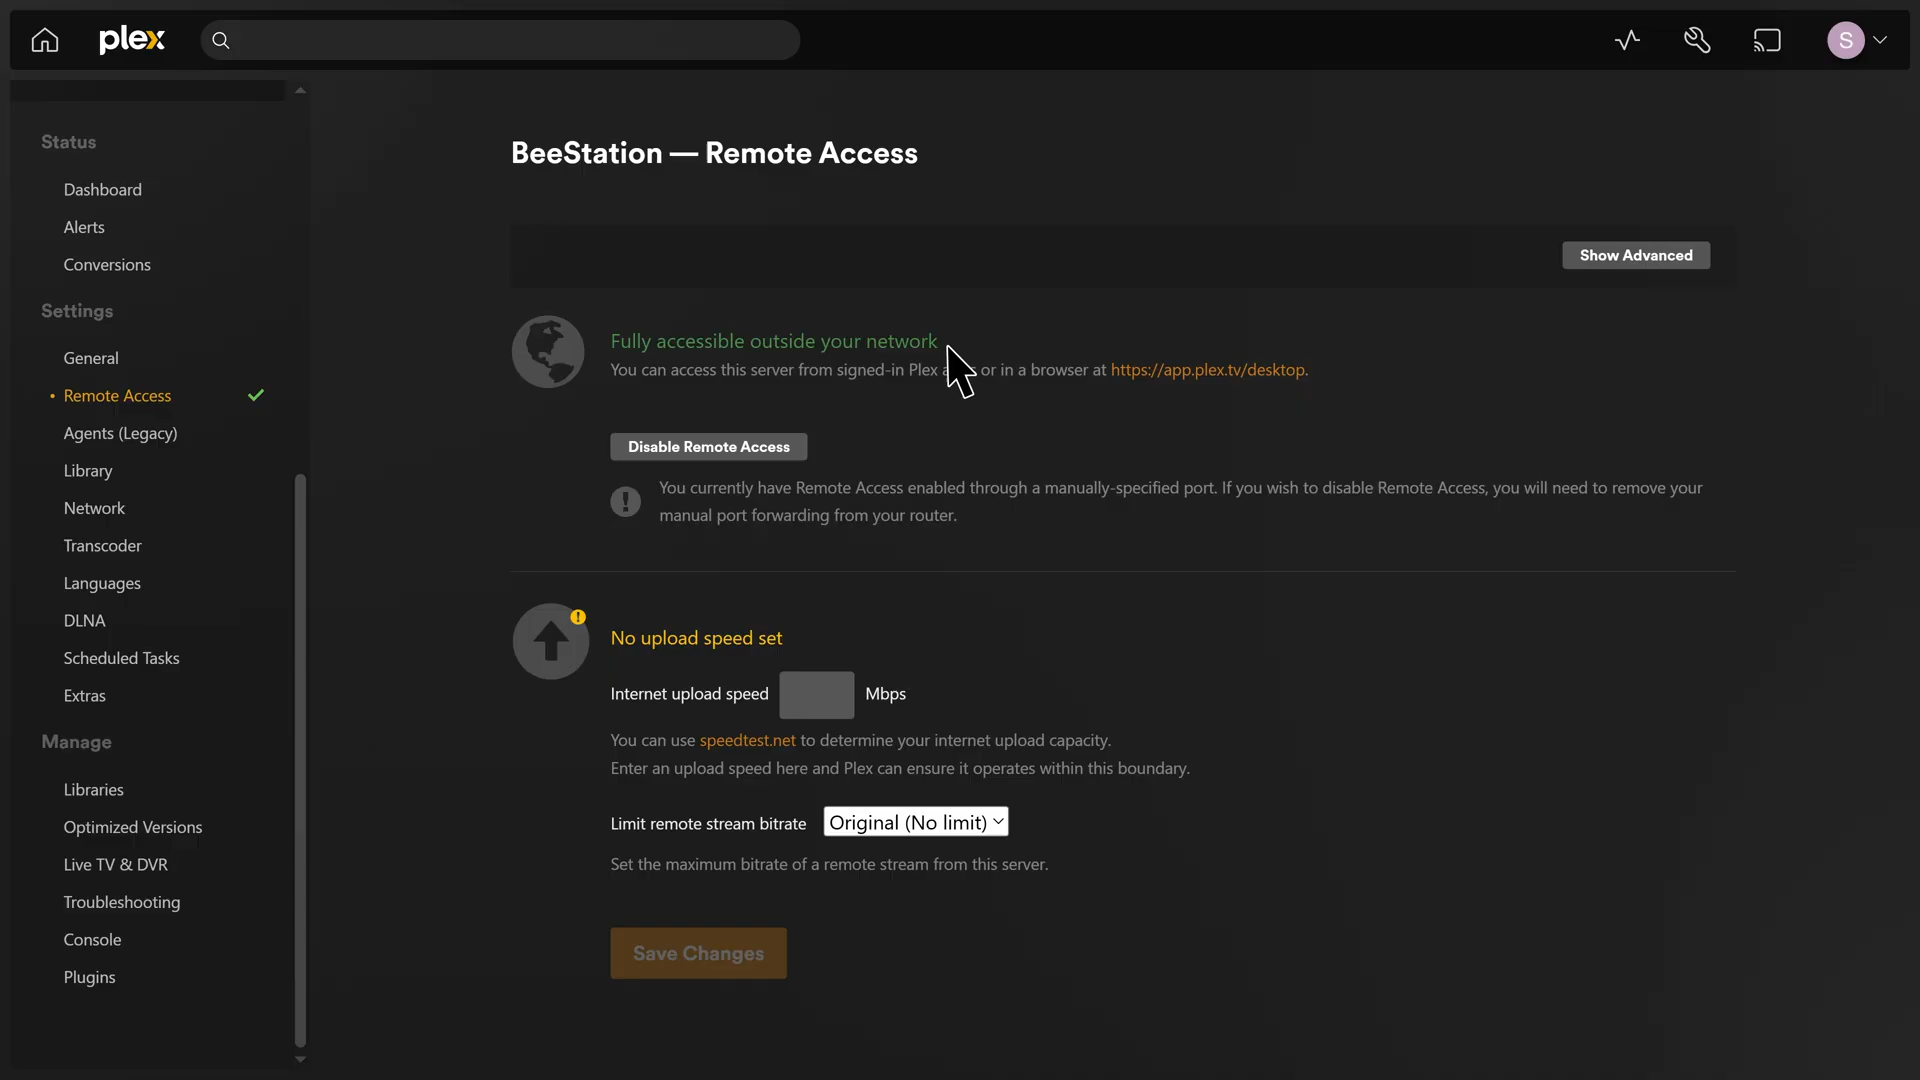 plex
S
Status
Dashboard
Alerts
Conversions
Settings
General
Remote Access
Agents (Legacy)
Library
Network
Transcoder
Languages
DLNA
Scheduled Tasks
Extras
Manage
Libraries
Optimized Versions
Live TV & DVR
Troubleshooting
Console
Plugins
BeeStation — Remote Access
Show Advanced
Fully accessible outside your network
You can access this server from signed-in Plex or in a browser at https://app.plex.tv/desktop.
Disable Remote Access
You currently have Remote Access enabled through a manually-specified port. If you wish to disable Remote Access, you will need to remove your
manual port forwarding from your router.
No upload speed set
Internet upload speed Mbps
You can use speedtest.net to determine your internet upload capacity.
Enter an upload speed here and Plex can ensure it operates within this boundary.
Limit remote stream bitrate Original (No limit)
Set the maximum bitrate of a remote stream from this server.
Save Changes